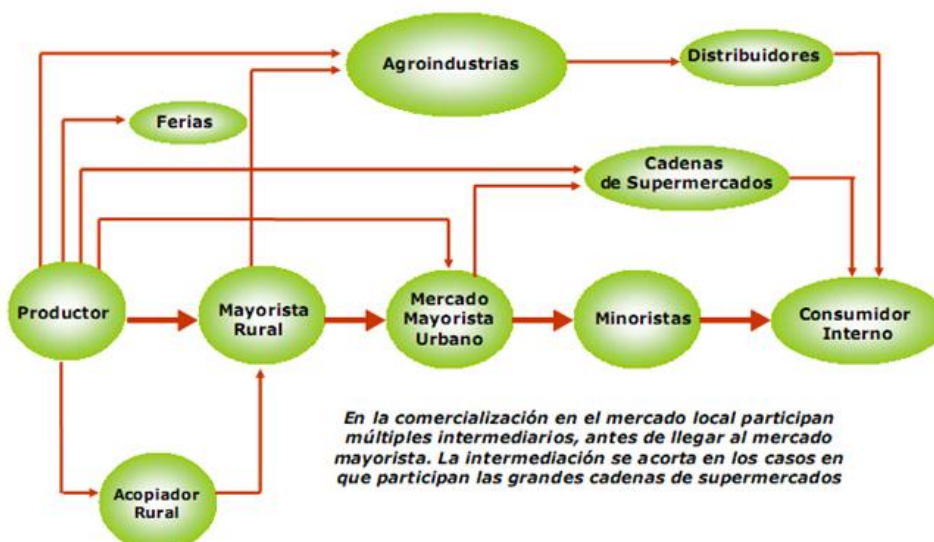 Agroindustrias
Distribuidores
Ferias
Cadenas
de Supermercados
Productor
Mayorista
Rural
Mercado
Mayorista
Urbano
Minoristas
Consumidor
Interno
En la comercialización en el mercado local participan
múltiples intermediarios, antes de llegar al mercado
mayorista. La intermediación se acorta en los casos en
que participan las grandes cadenas de supermercados
Acopiador
Rural